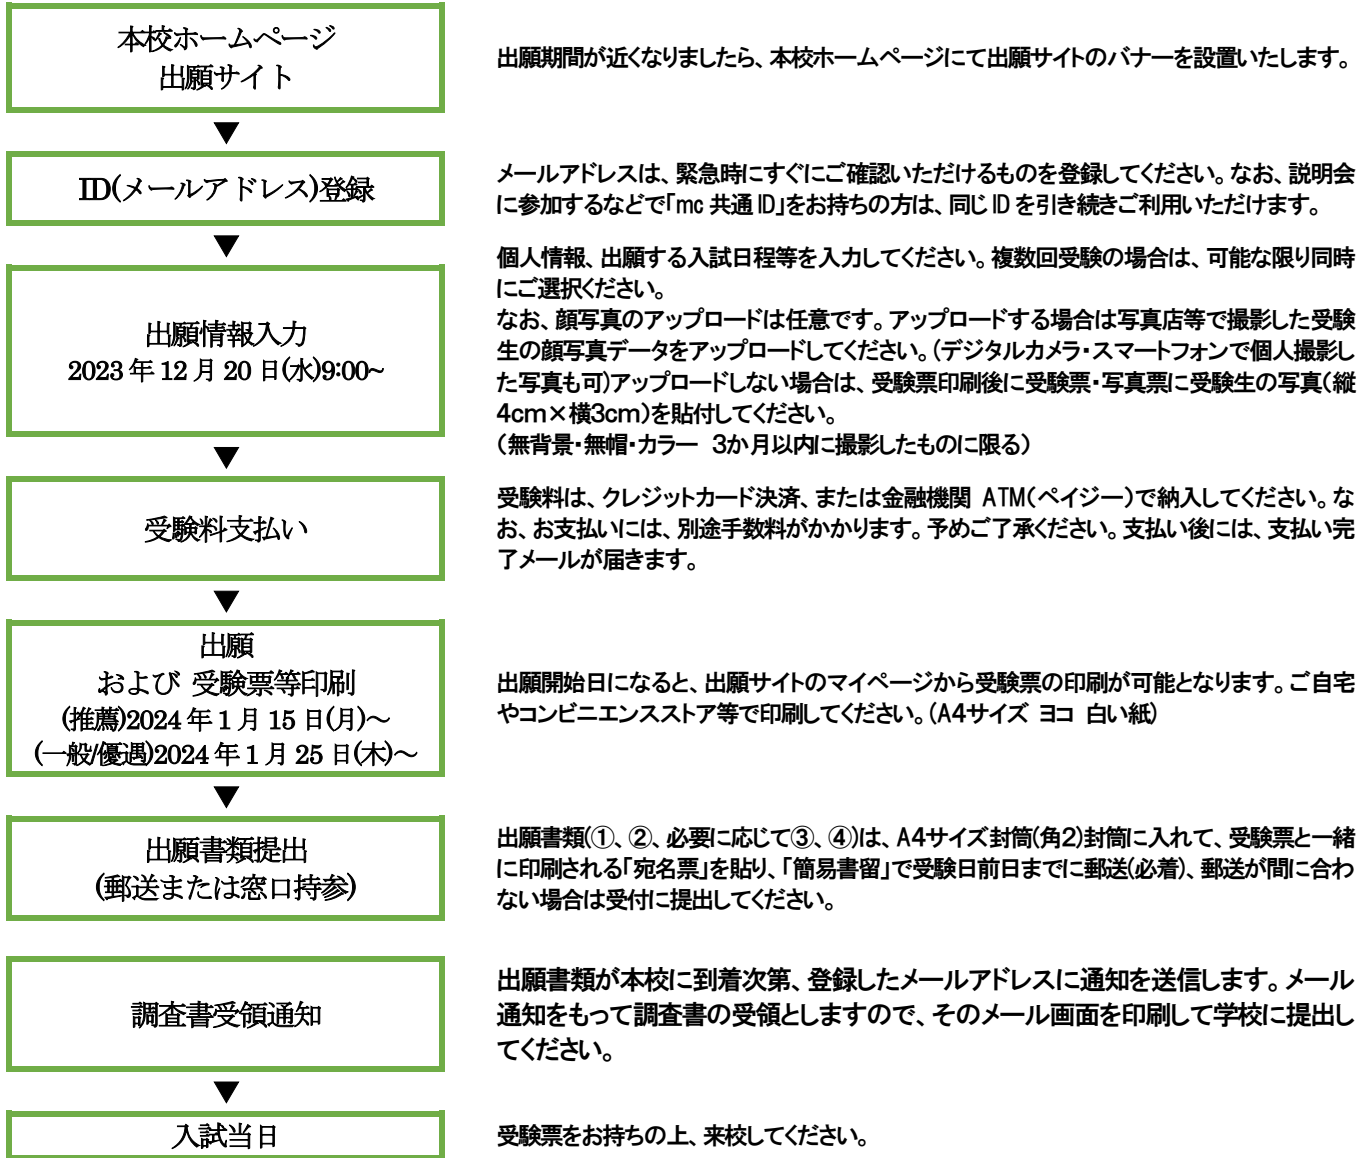 本校ホームページ
出願サイト
出願期間が近くなりましたら、本校ホームページにて出願サイトのバナーを設置いたします。
▼
ID(メールアドレス)登録
メールアドレスは、緊急時にすぐにご確認いただけるものを登録してください。なお、説明会
に参加するなどで「mc 共通 ID」をお持ちの方は、同じ ID を引き続きご利用いただけます。
▼
出願情報入力
2023 年 12 月 20 日(水)9:00~
個人情報、出願する入試日程等を入力してください。複数回受験の場合は、可能な限り同時
にご選択ください。
なお、顔写真のアップロードは任意です。アップロードする場合は写真店等で撮影した受験
生の顔写真データをアップロードしてください。(デジタルカメラ・スマートフォンで個人撮影し
た写真も可)アップロードしない場合は、受験票印刷後に受験票・写真票に受験生の写真(縦
4cm×横3cm)を貼付してください。
(無背景・無帽・カラー 3か月以内に撮影したものに限る)
▼
受験料支払い
受験料は、クレジットカード決済、または金融機関 ATM(ペイジー)で納入してください。な
お、お支払いには、別途手数料がかかります。予めご了承ください。支払い後には、支払い完
了メールが届きます。
▼
出願
および 受験票等印刷
(推薦)2024 年 1 月 15 日(月)~
(一般/優遇)2024 年 1 月 25 日(木)~
出願開始日になると、出願サイトのマイページから受験票の印刷が可能となります。ご自宅
やコンビニエンスストア等で印刷してください。(A4サイズ ヨコ 白い紙)
▼
出願書類提出
(郵送または窓口持参)
出願書類(①、②、必要に応じて③、④)は、A4サイズ封筒(角2)封筒に入れて、受験票と一緒
に印刷される「宛名票」を貼り、「簡易書留」で受験日前日までに郵送(必着)、郵送が間に合わ
ない場合は受付に提出してください。
調査書受領通知
出願書類が本校に到着次第、登録したメールアドレスに通知を送信します。メール
通知をもって調査書の受領としますので、そのメール画面を印刷して学校に提出し
てください。
▼
入試当日
受験票をお持ちの上、来校してください。